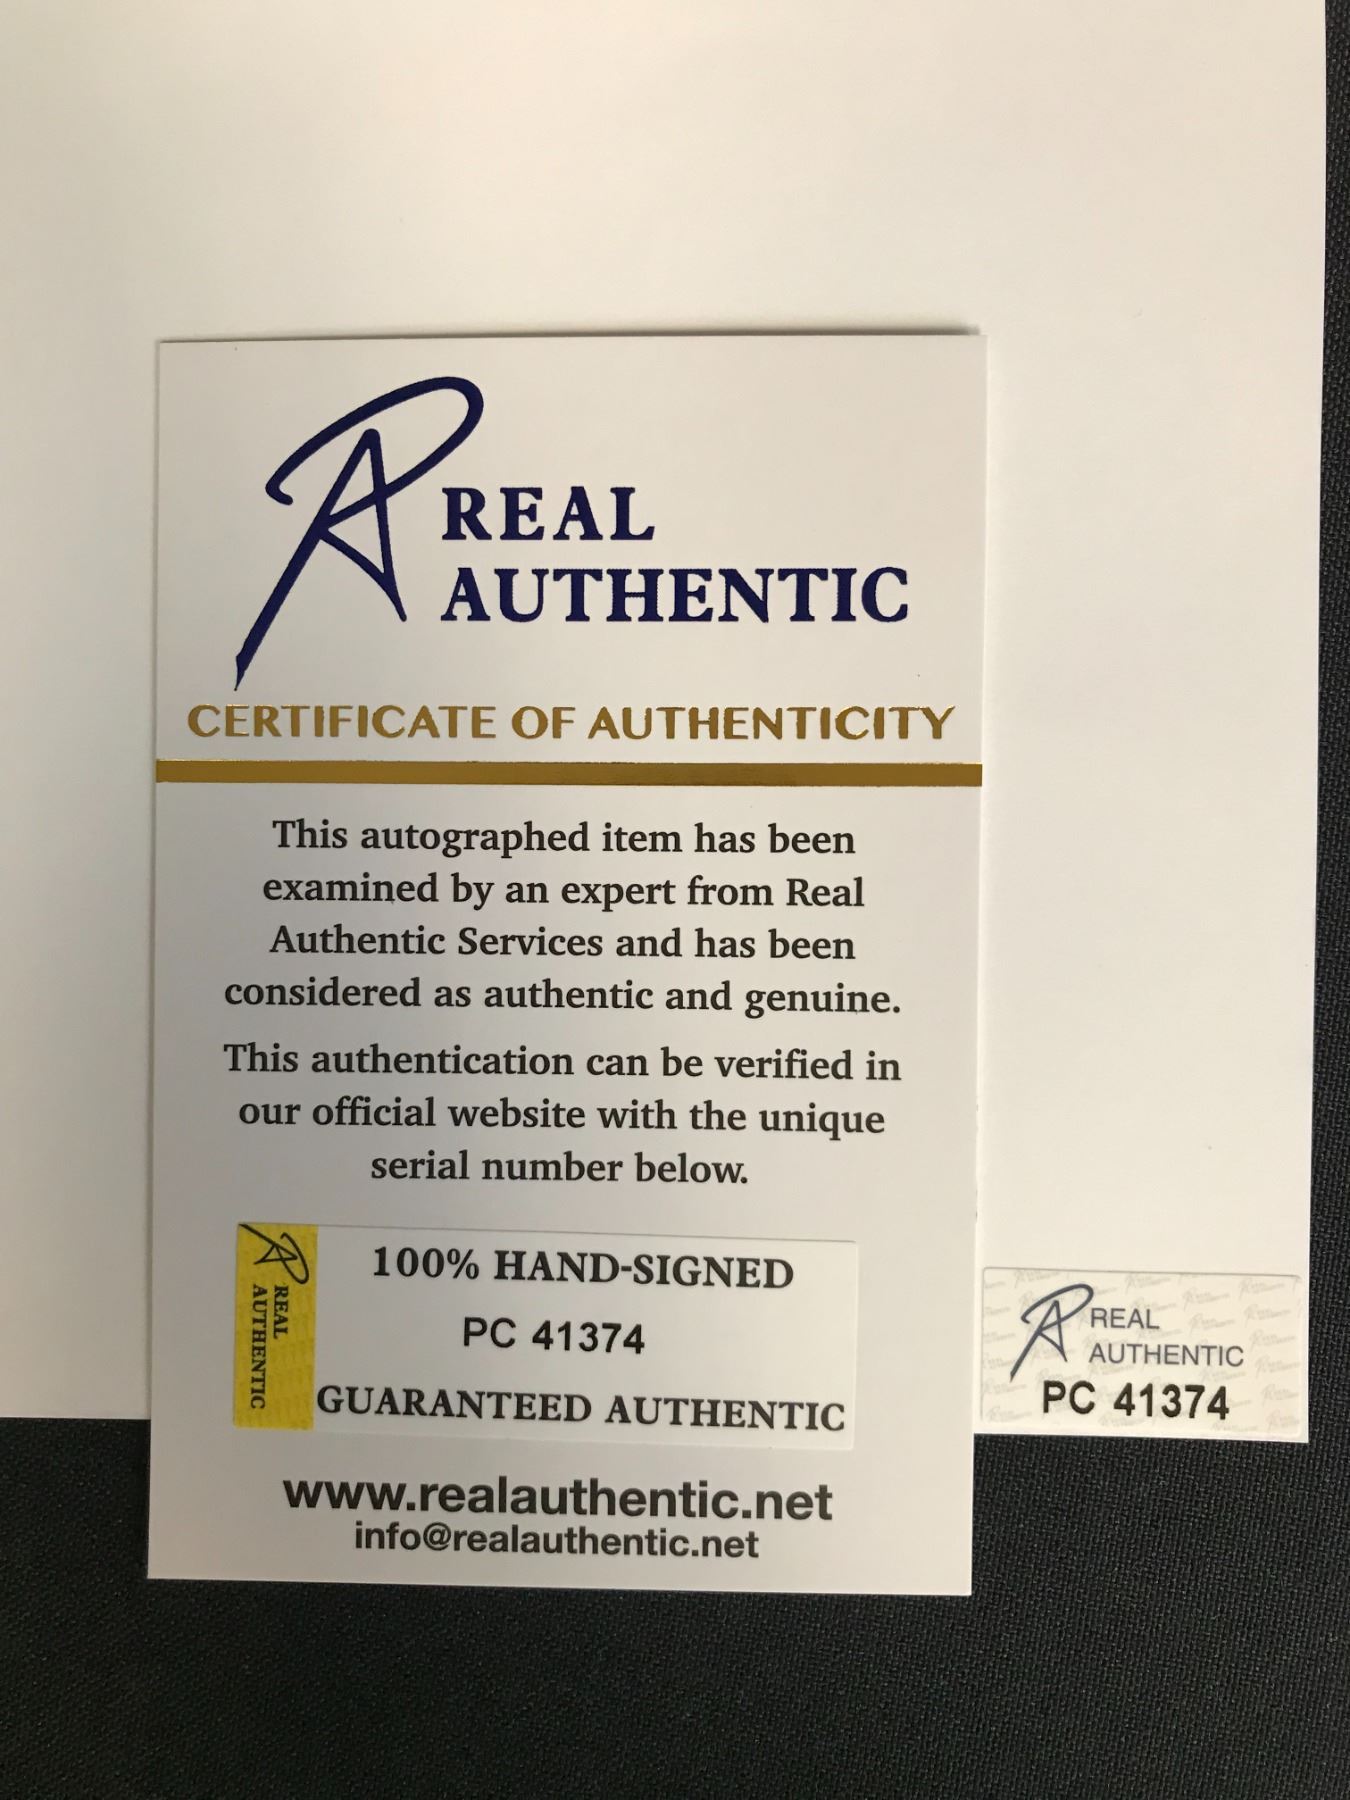 REAL
AUTHENTIC
CERTIFICATE OF AUTHENTICITY
This autographed item has been
examined by an expert from Real
Authentic Services and has been
considered as authentic and genuine.
This authentication can be verified in
our official website with the unique
serial number below.
REAL
AUTHENTIC
100% HAND-SIGNED
PC 41374
GUARANTEED AUTHENTIC
www.realauthentic.net
info@realauthentic.net
REAL
AUTHENTIC
PC 41374